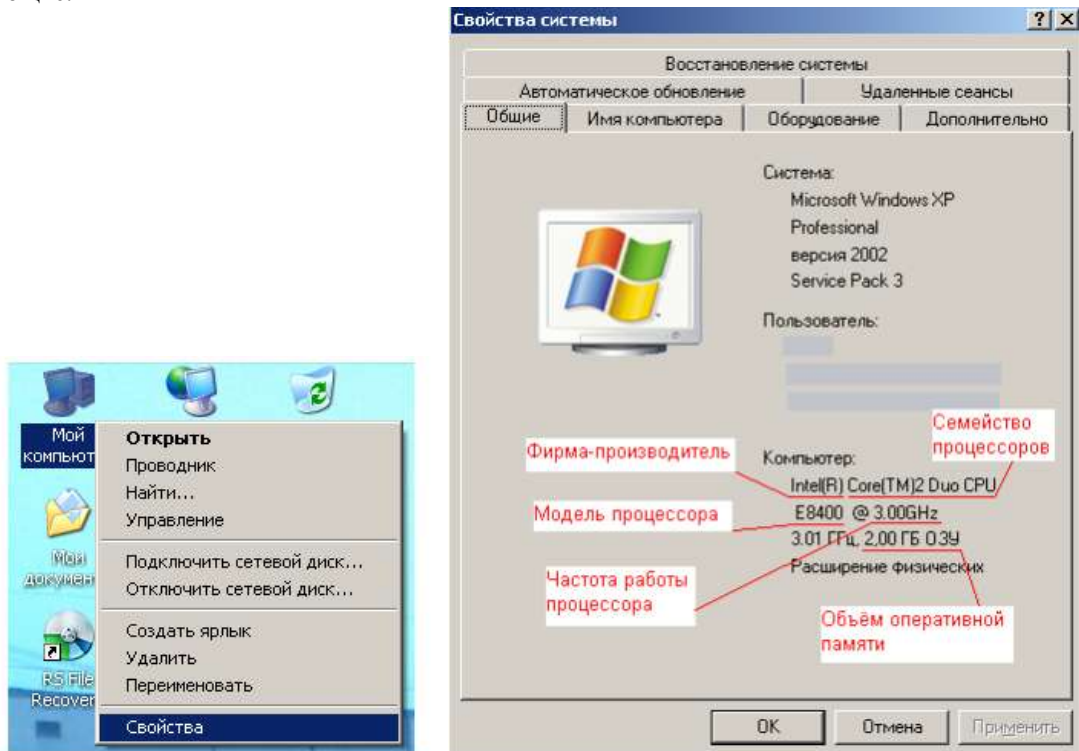 Свойства системы
Восстановление системы
Автоматическое обновление
Удаленные сеансы
Общие
Имя компьютера
Оборудование
Дополнительно
Система:
Microsoft Windows XP
Professional
версия 2002
Service Pack 3
Пользователь:
Семейство
процессоров
Фирма-производитель
Компьютер:
Intel(R) Core(TM)2 Duo CPU
Модель процессора
E8400 @ 3.00GHz
3.01 ГГц, 2,00 ГБ ОЗУ
Расширение физических
Частота работы
процессора
Объём оперативной
памяти
OK
Отмена
Применить
Мой
компьют
Мои
докумен
RS File
Recover
Открыть
Проводник
Найти...
Управление
Подключить сетевой диск...
Отключить сетевой диск...
Создать ярлык
Удалить
Переименовать
Свойства